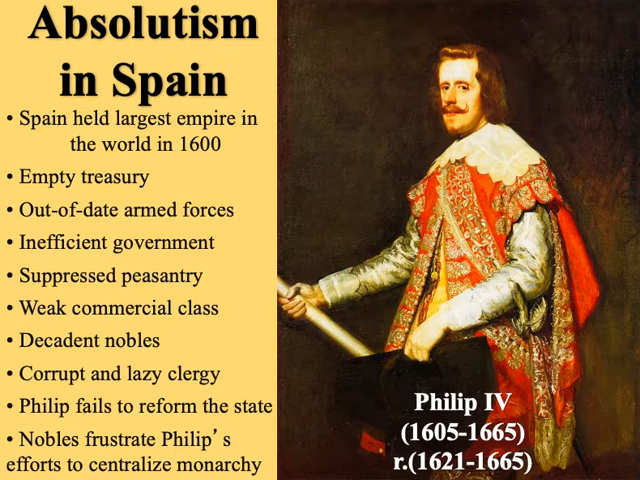 Absolutism
in Spain
• Spain held largest empire in
the world in 1600
• Empty treasury
• Out-of-date armed forces
• Inefficient government
• Suppressed peasantry
• Weak commercial class
• Decadent nobles
• Corrupt and lazy clergy
• Philip fails to reform the state
• Nobles frustrate Philip’s
efforts to centralize monarchy
Philip IV
(1605-1665)
r.(1621-1665)